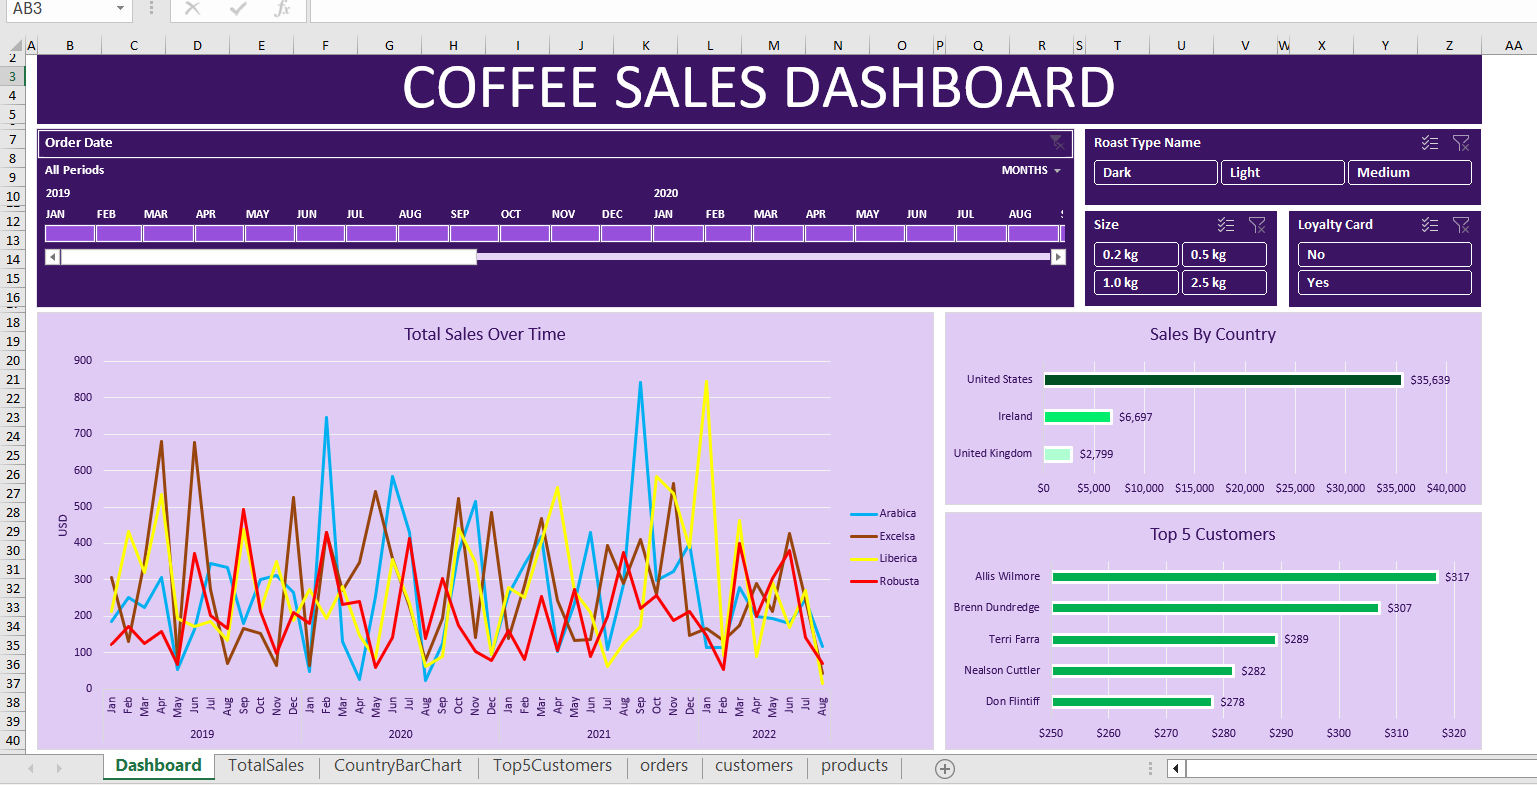 AB3
fx
A B C D E F G H I J K L M N O P Q R S T U V W X Y Z AA
2
3
4
5
7
8
9
10
12
13
14
15
16
18
19
20
21
22
23
24
25
26
27
28
29
30
31
32
33
34
35
36
37
38
39
40
COFFEE SALES DASHBOARD
Order Date
All Periods MONTHS
2019 2020
JAN FEB MAR APR MAY JUN JUL AUG SEP OCT NOV DEC JAN FEB MAR APR MAY JUN JUL AUG
Roast Type Name
Dark Light Medium
Size
0.2 kg 0.5 kg
1.0 kg 2.5 kg
Loyalty Card
No
Yes
Total Sales Over Time
900
800
700
600
500
400
300
200
100
0
USD
Arabica
Excelsa
Liberica
Robusta
Jan Feb Mar Apr May Jun Jul Aug Sep Oct Nov Dec Jan Feb Mar Apr May Jun Jul Aug Sep Oct Nov Dec Jan Feb Mar Apr May Jun Jul Aug Sep Oct Nov Dec Jan Feb Mar Apr May Jun Jul Aug
2019 2020 2021 2022
Sales By Country
United States $35,639
Ireland $6,697
United Kingdom $2,799
$0 $5,000 $10,000 $15,000 $20,000 $25,000 $30,000 $35,000 $40,000
Top 5 Customers
Allis Wilmore $317
Brenn Dundredge $307
Terri Farra $289
Nealson Cuttler $282
Don Flintiff $278
$250 $260 $270 $280 $290 $300 $310 $320
Dashboard TotalSales CountryBarChart Top5Customers orders customers products